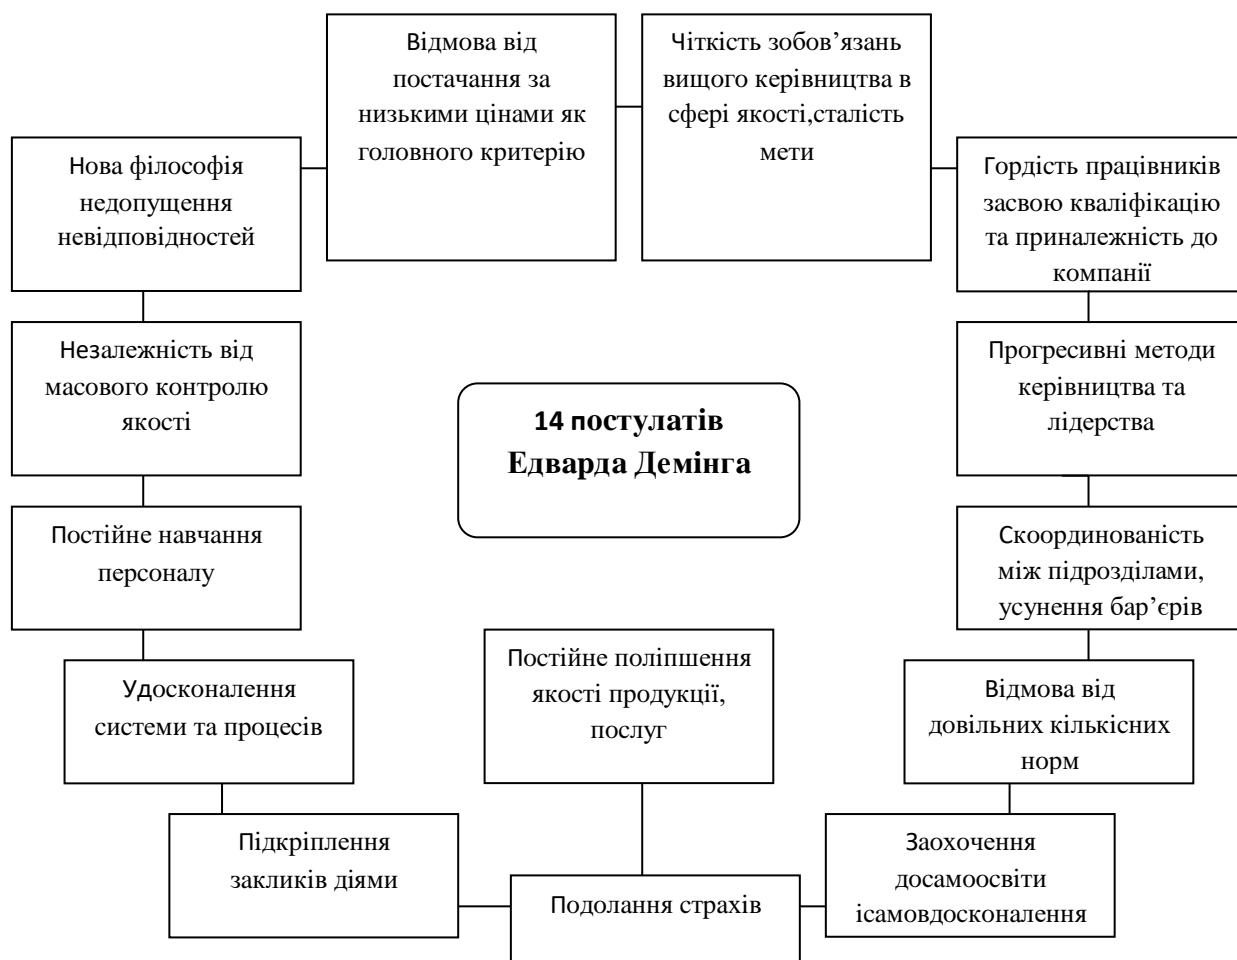 Відмова від
постачання за
низькими цінами як
головного критерію
Чіткість зобов’язань
вищого керівництва в
сфері якості,сталість
мети
Нова філософія
недопущення
невідповідностей
Гордість працівників
засвою кваліфікацію
та приналежність до
компанії
Незалежність від
масового контролю
якості
Прогресивні методи
керівництва та
лідерства
14 постулатів
Едварда Демінга
Постійне навчання
персоналу
Скоординованість
між підрозділами,
усунення бар’єрів
Удосконалення
системи та процесів
Постійне поліпшення
якості продукції,
послуг
Відмова від
довільних кількісних
норм
Підкріплення
закликів діями
Подолання страхів
Заохочення
досамоосвіти
ісамовдосконалення